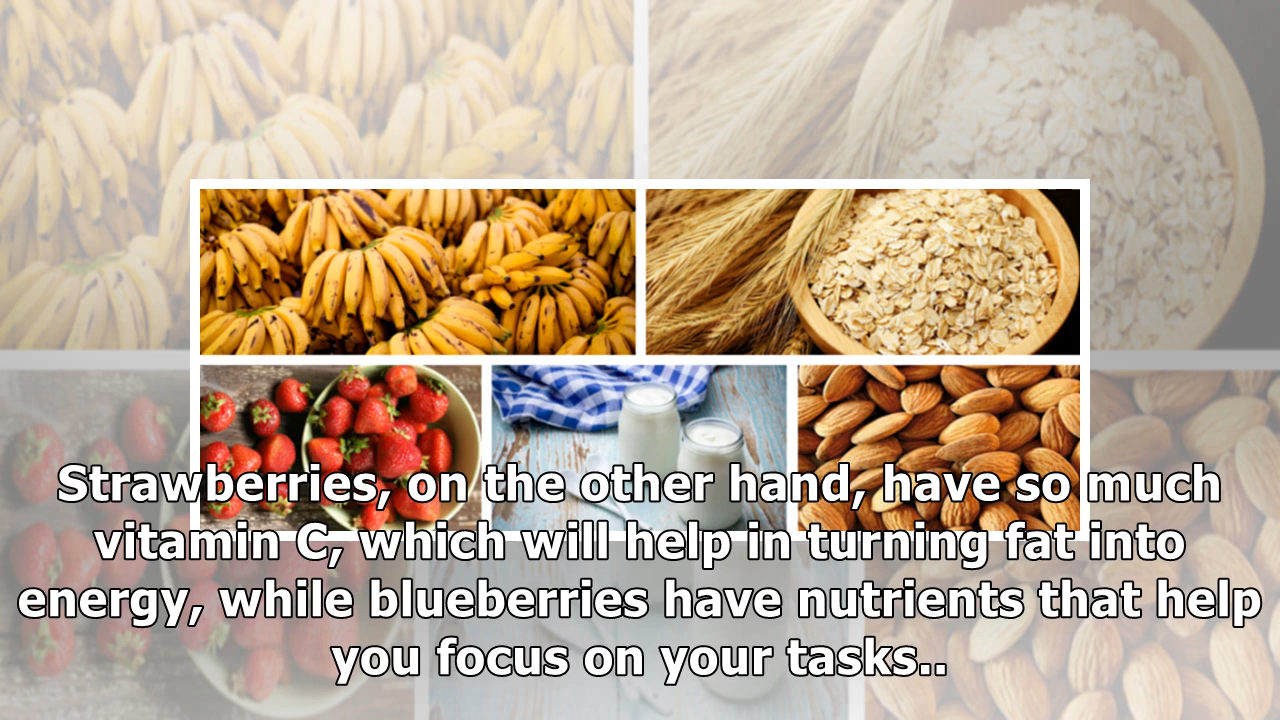 Strawberries, on the other hand, have so much
vitamin C, which will help in turning fat into
energy, while blueberries have nutrients that help
you focus on your tasks..